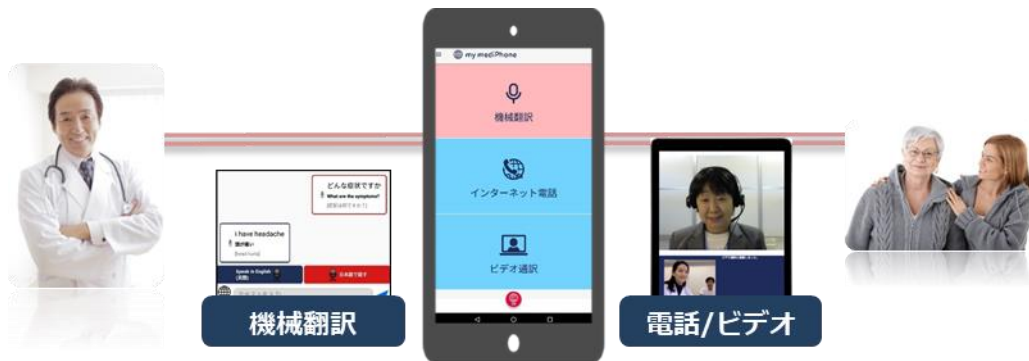 my mediPhone
機械翻訳
インターネット電話
ビデオ通訳
どんな症状ですか
What are the symptoms?
I have headache
頭が痛い
Speak in English
(英語)
日本語で話す
機械翻訳
電話/ビデオ